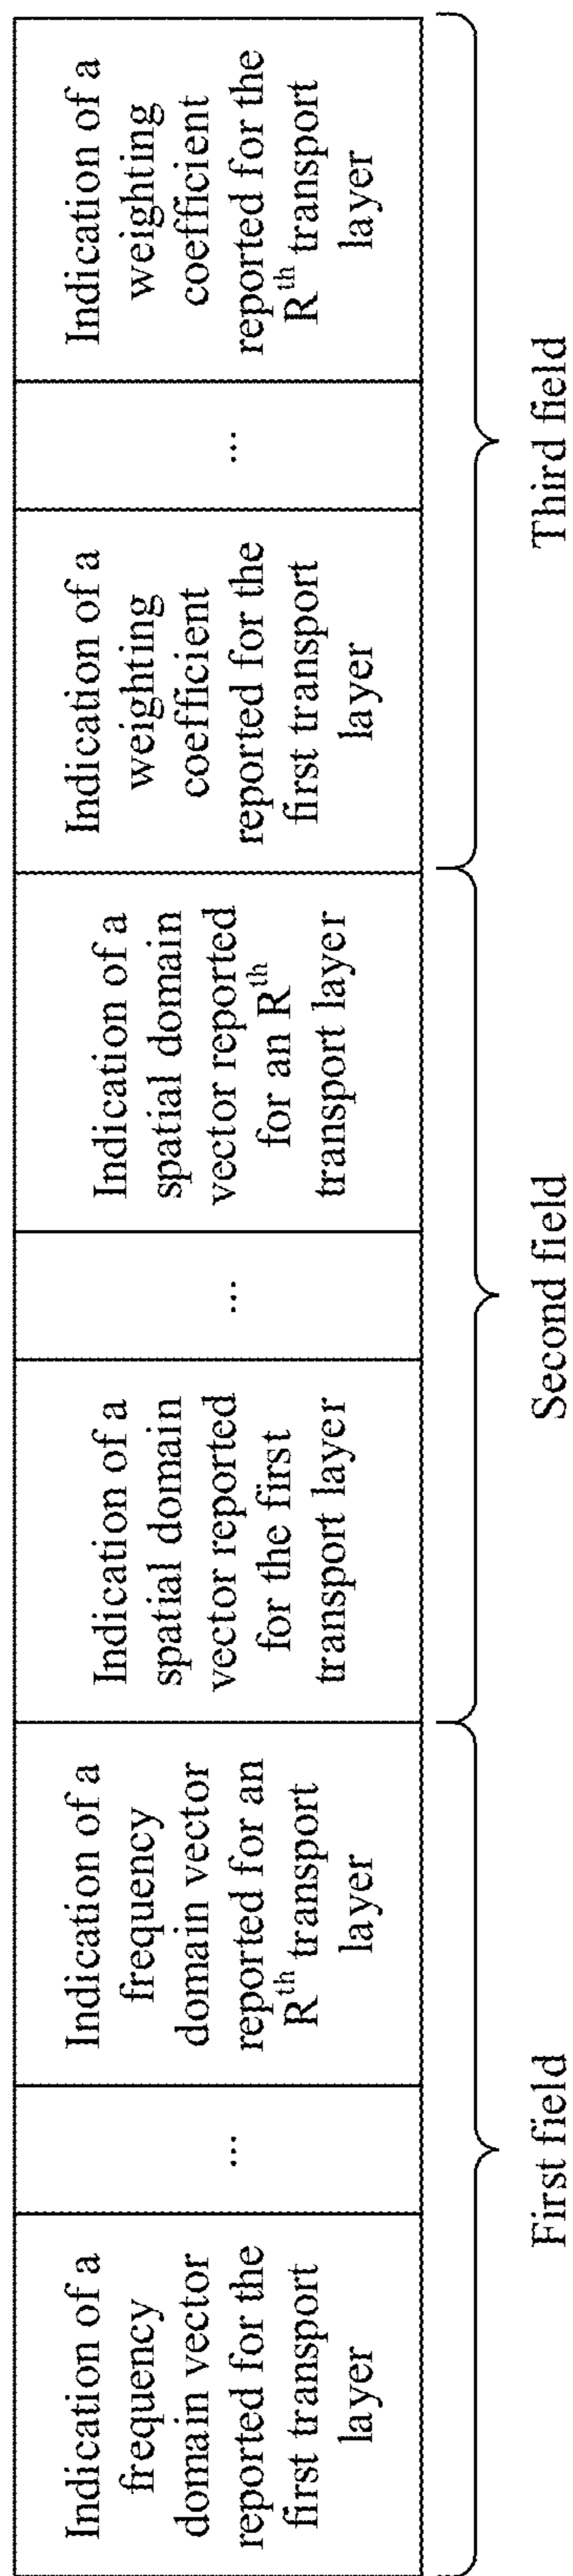 Indication of a
frequency
domain vector
reported for the
first transport
layer
...
Indication of a
frequency
domain vector
reported for an
Rth transport
layer
Indication of a
spatial domain
vector reported
for the first
transport layer
...
Indication of a
spatial domain
vector reported
for an Rth
transport layer
Indication of a
weighting
coefficient
reported for the
first transport
layer
...
Indication of a
weighting
coefficient
reported for the
Rth transport
layer
First field
Second field
Third field